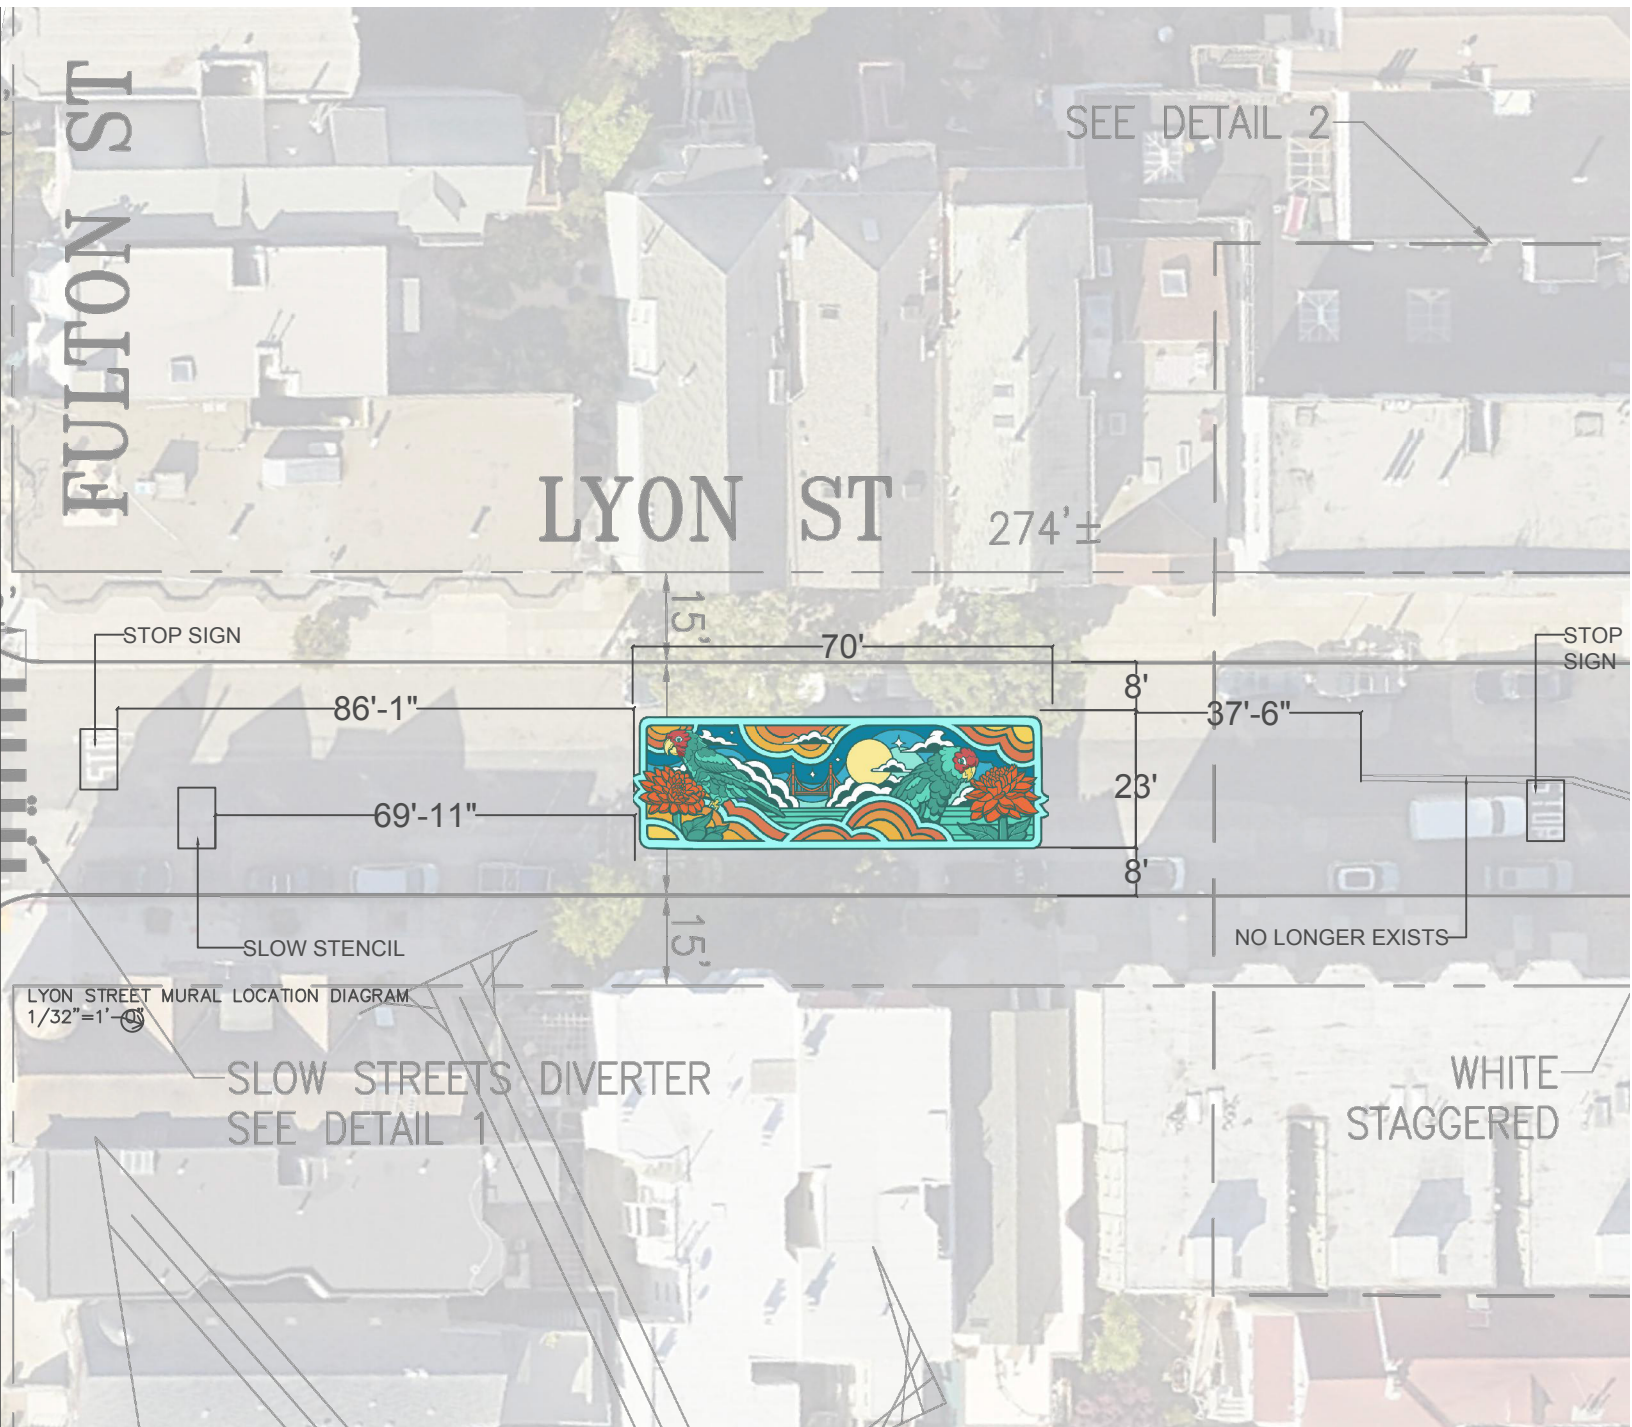 FULTON ST
SEE DETAIL 2
LYON ST
274'±
15'
STOP SIGN
70'
STOP
SIGN
8'
86'-1"
37'-6"
STOP
23'
69'-11"
8'
15'
SLOW STENCIL
NO LONGER EXISTS
LYON STREET MURAL LOCATION DIAGRAM
1/32"=1'-0"
SLOW STREETS DIVERTER
SEE DETAIL 1
WHITE
STAGGERED